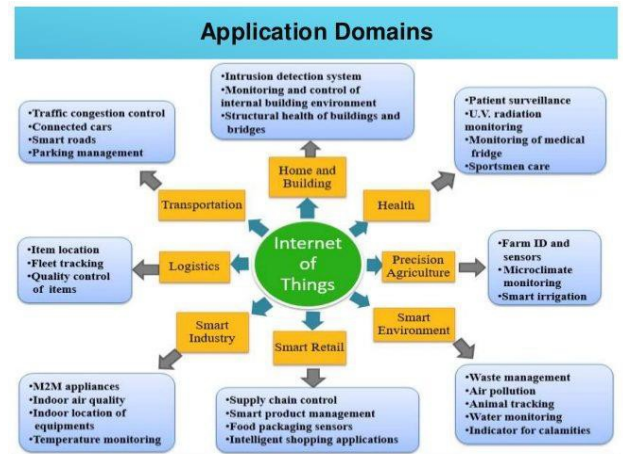 Application Domains
•Intrusion detection system
•Monitoring and control of
internal building environment
•Structural health of buildings and
bridges
•Traffic congestion control
•Connected cars
•Smart roads
•Parking management
•Patient surveillance
•U.V. radiation
monitoring
•Monitoring of medical
fridge
•Sportsmen care
Home and
Building
Transportation
Health
Internet
of
Things
•Item location
•Fleet tracking
•Quality control
of items
Logistics
Precision
Agriculture
•Farm ID and
sensors
•Microclimate
monitoring
•Smart irrigation
Smart
Industry
Smart Retail
Smart
Environment
•M2M appliances
•Indoor air quality
•Indoor location of
equipments
•Temperature monitoring
•Supply chain control
•Smart product management
•Food packaging sensors
•Intelligent shopping applications
•Waste management
•Air pollution
•Animal tracking
•Water monitoring
•Indicator for calamities